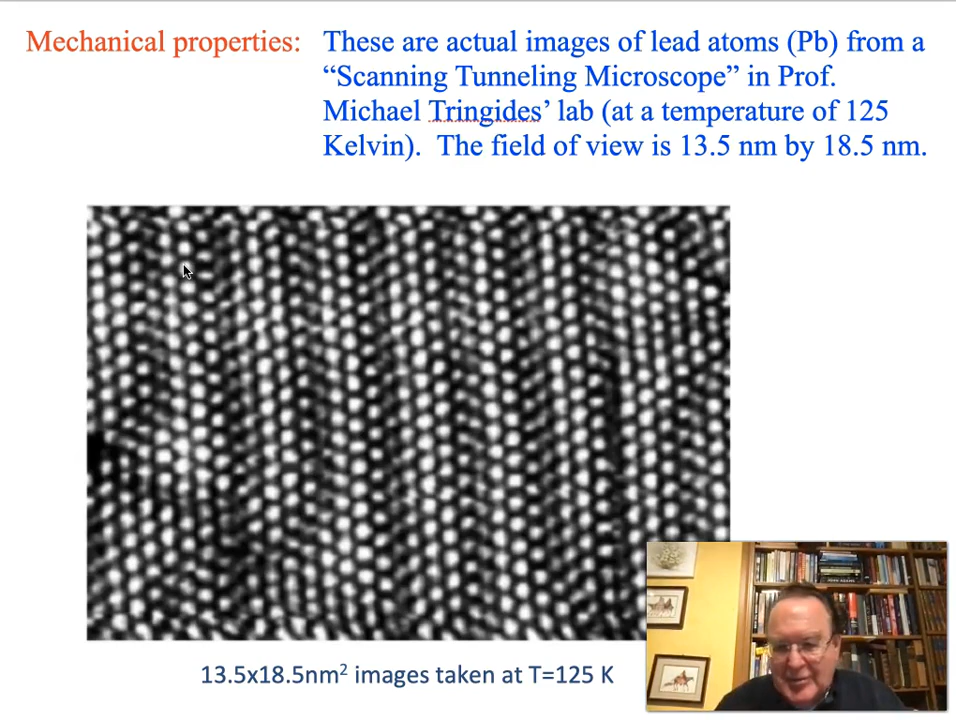 Mechanical properties: These are actual images of lead atoms (Pb) from a
“Scanning Tunneling Microscope” in Prof.
Michael Tringides’ lab (at a temperature of 125
Kelvin). The field of view is 13.5 nm by 18.5 nm.
13.5x18.5nm² images taken at T=125 K